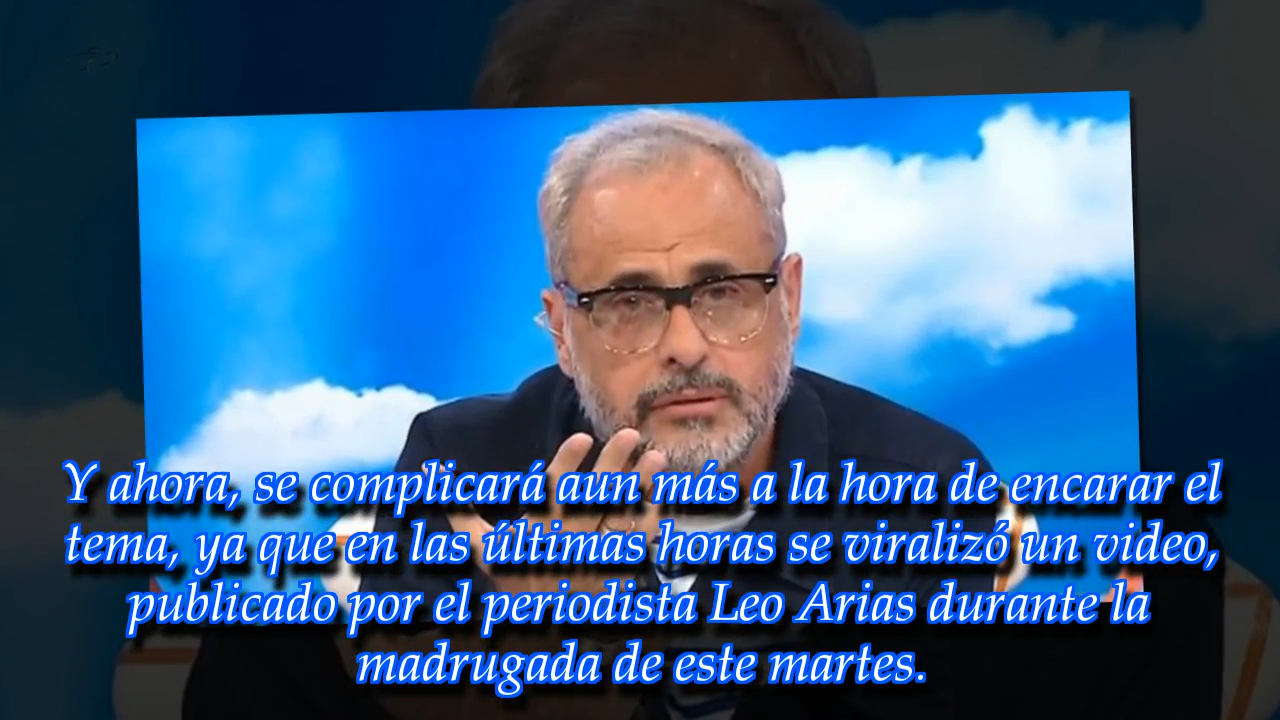 Y ahora, se complicará aun más a la hora de encarar el
tema, ya que en las últimas horas se viralizó un video,
publicado por el periodista Leo Arias durante la
madrugada de este martes.